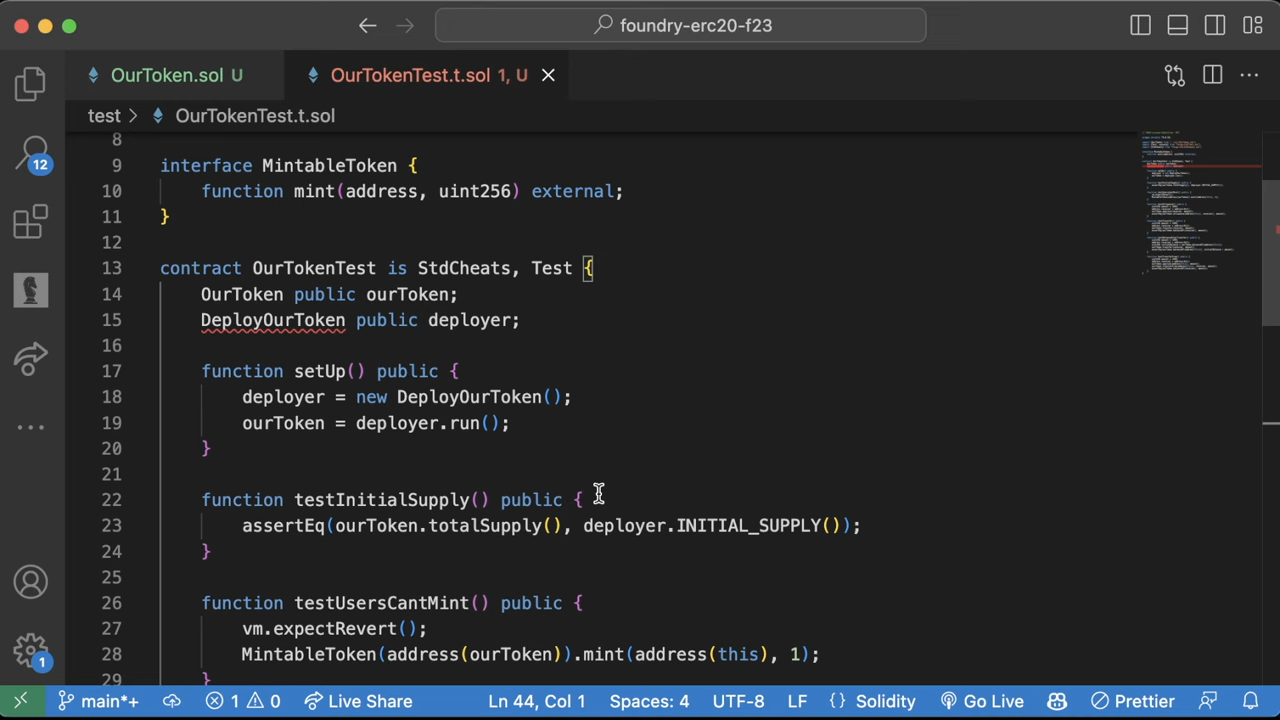 foundry-erc20-f23
OurToken.sol U
OurTokenTest.t.sol 1, U
test > OurTokenTest.t.sol
8
9 interface MintableToken {
10 function mint(address, uint256) external;
11 }
12
13 contract OurTokenTest is StdCheats, Test {
14 OurToken public ourToken;
15 DeployOurToken public deployer;
16
17 function setUp() public {
18 deployer = new DeployOurToken();
19 ourToken = deployer.run();
20 }
21
22 function testInitialSupply() public {
23 assertEq(ourToken.totalSupply(), deployer.INITIAL_SUPPLY());
24 }
25
26 function testUsersCantMint() public {
27 vm.expectRevert();
28 MintableToken(address(ourToken)).mint(address(this), 1);
29 }
12
1
main*+ 1 0 Live Share Ln 44, Col 1 Spaces: 4 UTF-8 LF {} Solidity Go Live Prettier